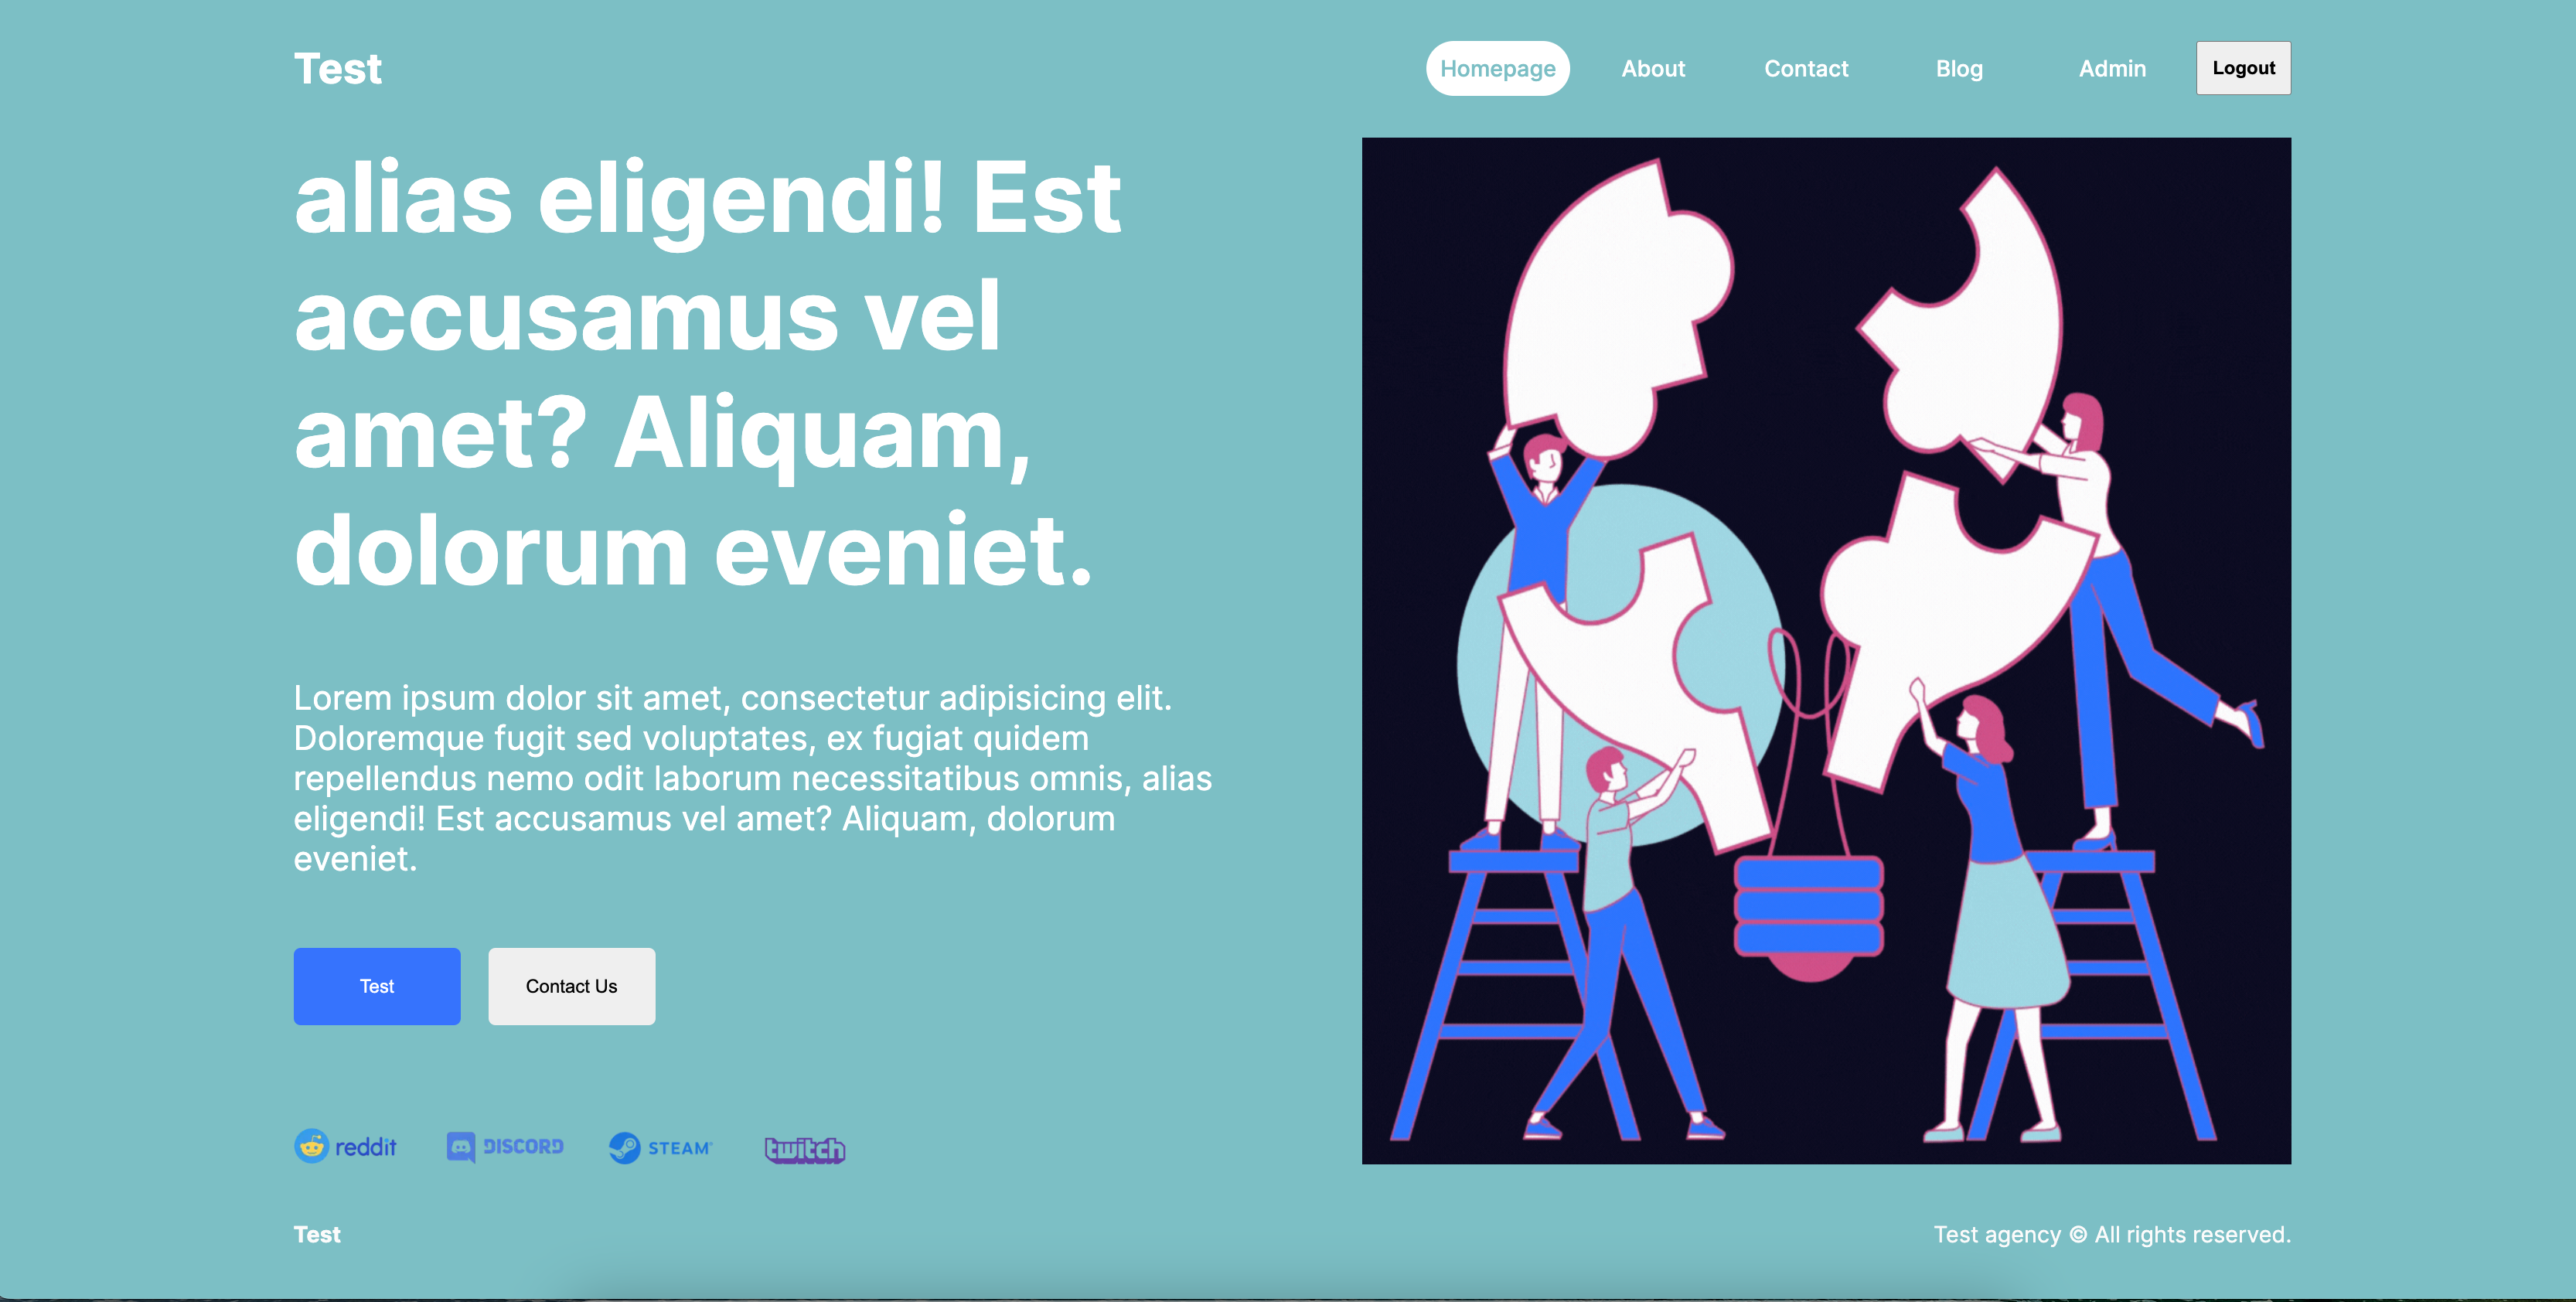 Test
Homepage
About
Contact
Blog
Admin
Logout
alias eligendi! Est
accusamus vel
amet? Aliquam,
dolorum eveniet.
Lorem ipsum dolor sit amet, consectetur adipisicing elit.
Doloremque fugit sed voluptates, ex fugiat quidem
repellendus nemo odit laborum necessitatibus omnis, alias
eligendi! Est accusamus vel amet? Aliquam, dolorum
eveniet.
Test
Contact Us
reddit
DISCORD
STEAM
twitch
Test
Test agency © All rights reserved.